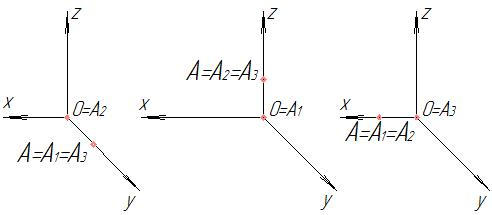 z
x
O=A2
A=A1=A3
y
z
A=A2=A3
x
O=A1
y
z
x
O=A3
A=A1=A2
y